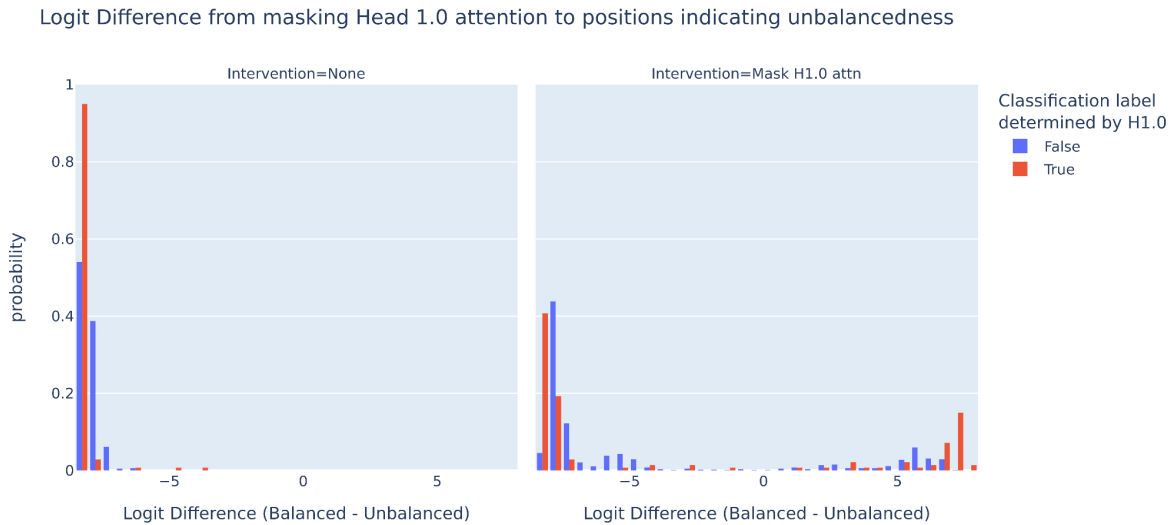 Logit Difference from masking Head 1.0 attention to positions indicating unbalancedness
Intervention=None
Intervention=Mask H1.0 attn
1
0.8
0.6
0.4
0.2
0
probability
−5
0
5
−5
0
5
Logit Difference (Balanced - Unbalanced)
Logit Difference (Balanced - Unbalanced)
Classification label
determined by H1.0
False
True